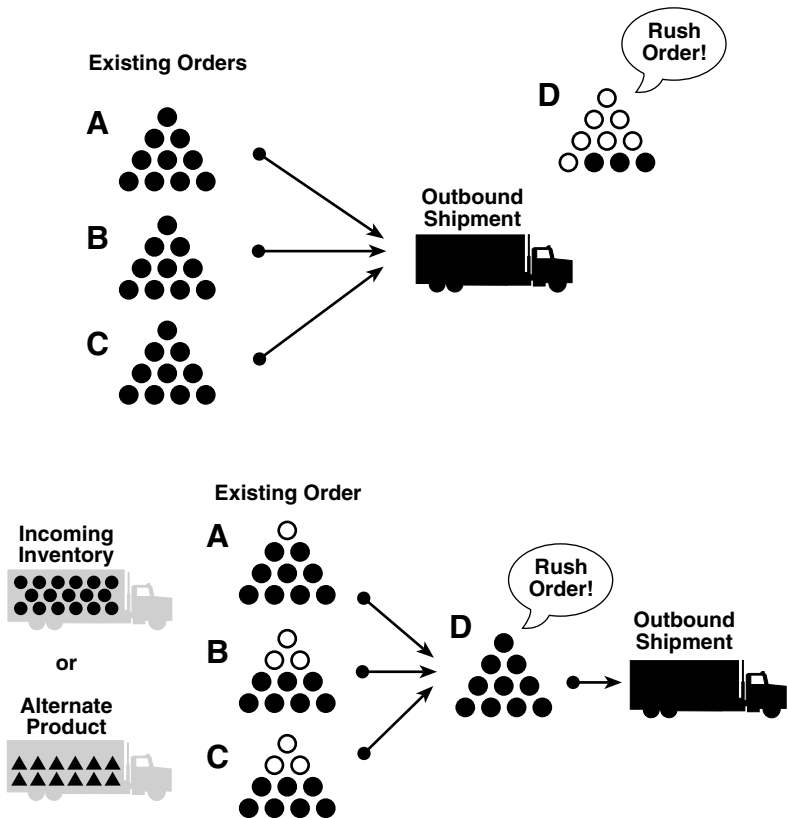 Existing Orders
Rush
Order!
A
D
B
Outbound
Shipment
C
Existing Order
Incoming
Inventory
A
Rush
Order!
B
D
Outbound
Shipment
or
Alternate
Product
C